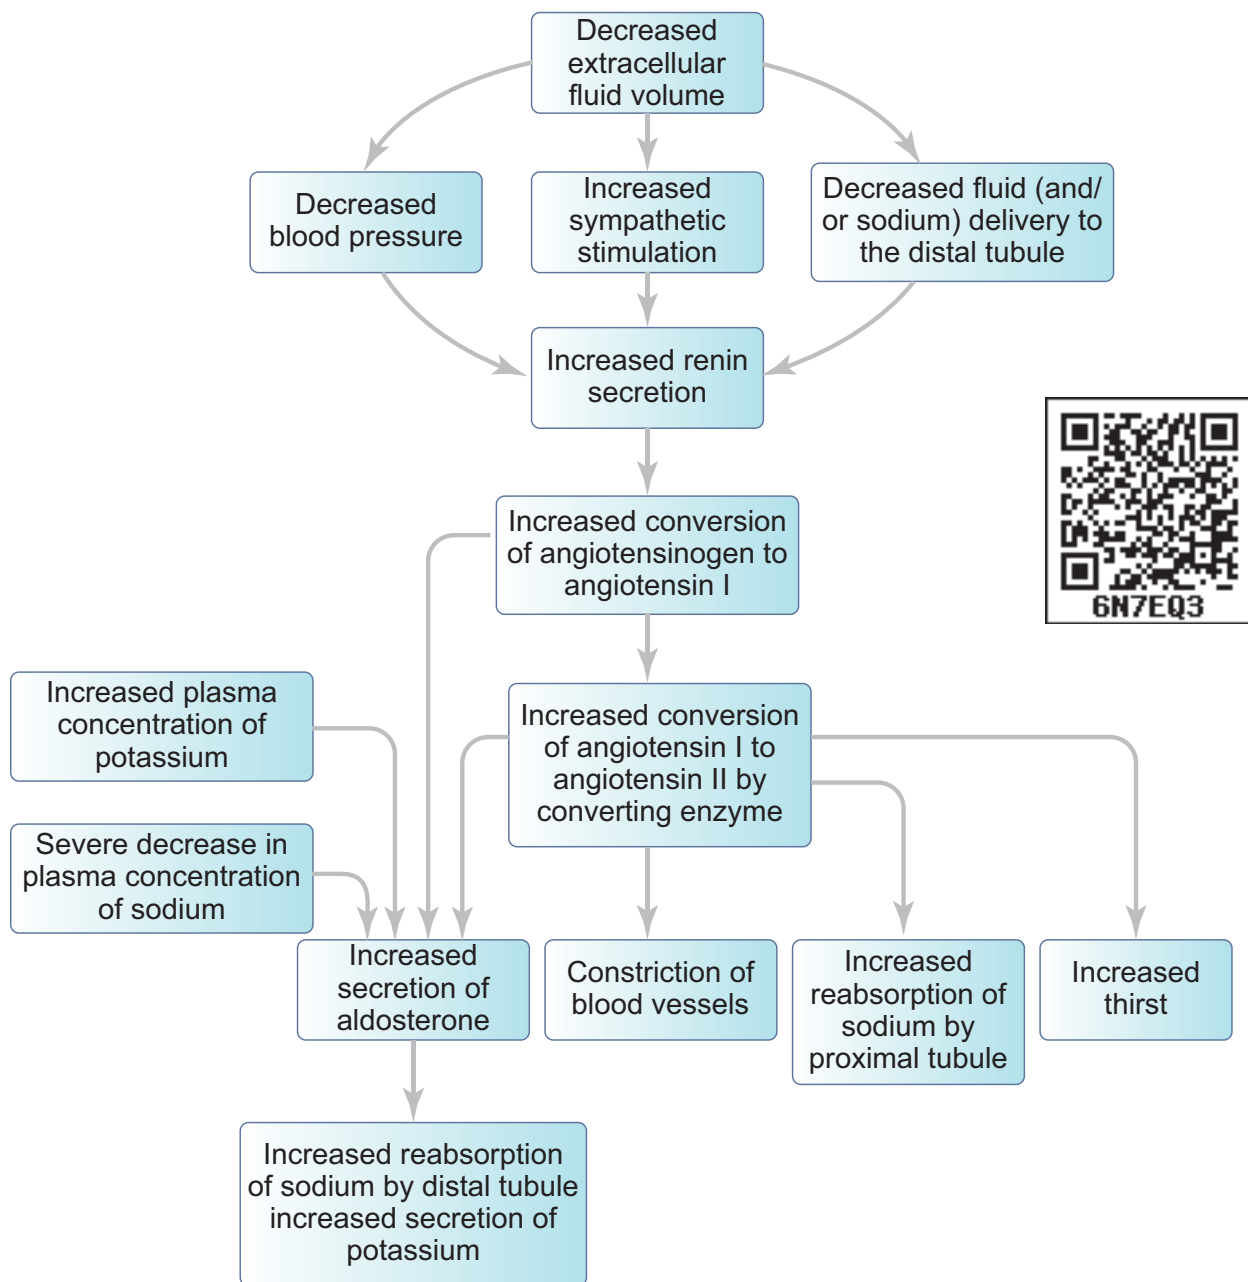 Decreased
extracellular
fluid volume
Decreased
blood pressure
Increased
sympathetic
stimulation
Decreased fluid (and/
or sodium) delivery to
the distal tubule
Increased renin
secretion
Increased conversion
of angiotensinogen to
angiotensin I
6N7EQ3
Increased plasma
concentration of
potassium
Increased conversion
of angiotensin I to
angiotensin II by
converting enzyme
Severe decrease in
plasma concentration
of sodium
Increased
secretion of
aldosterone
Constriction of
blood vessels
Increased
reabsorption of
sodium by
proximal tubule
Increased
thirst
Increased reabsorption
of sodium by distal tubule
increased secretion of
potassium